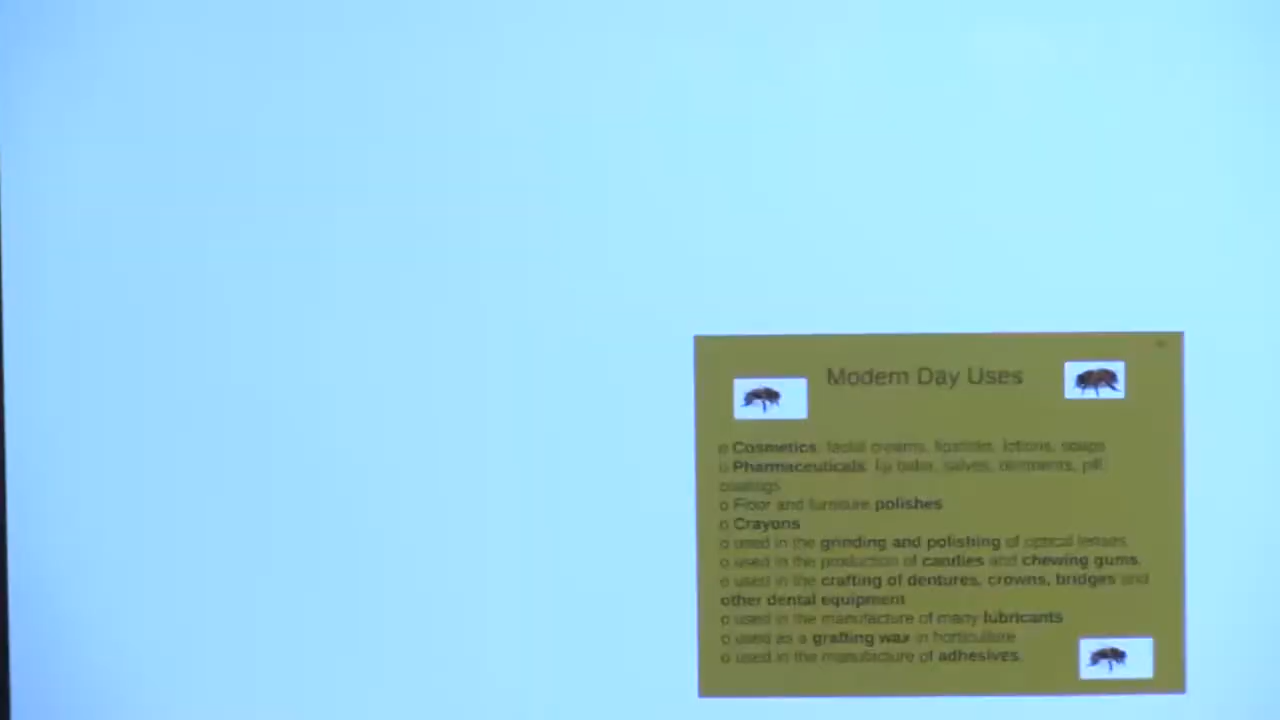 Modern Day Uses
o Cosmetics: facial creams, lipsticks, lotions, soaps
o Pharmaceuticals: lip balm, salves, ointments, pill
coatings
o Floor and furniture polishes
o Crayons
o used in the grinding and polishing of optical lenses
o used in the production of candies and chewing gums.
o used in the crafting of dentures, crowns, bridges and
other dental equipment
o used in the manufacture of many lubricants
o used as a grafting wax in horticulture
o used in the manufacture of adhesives.